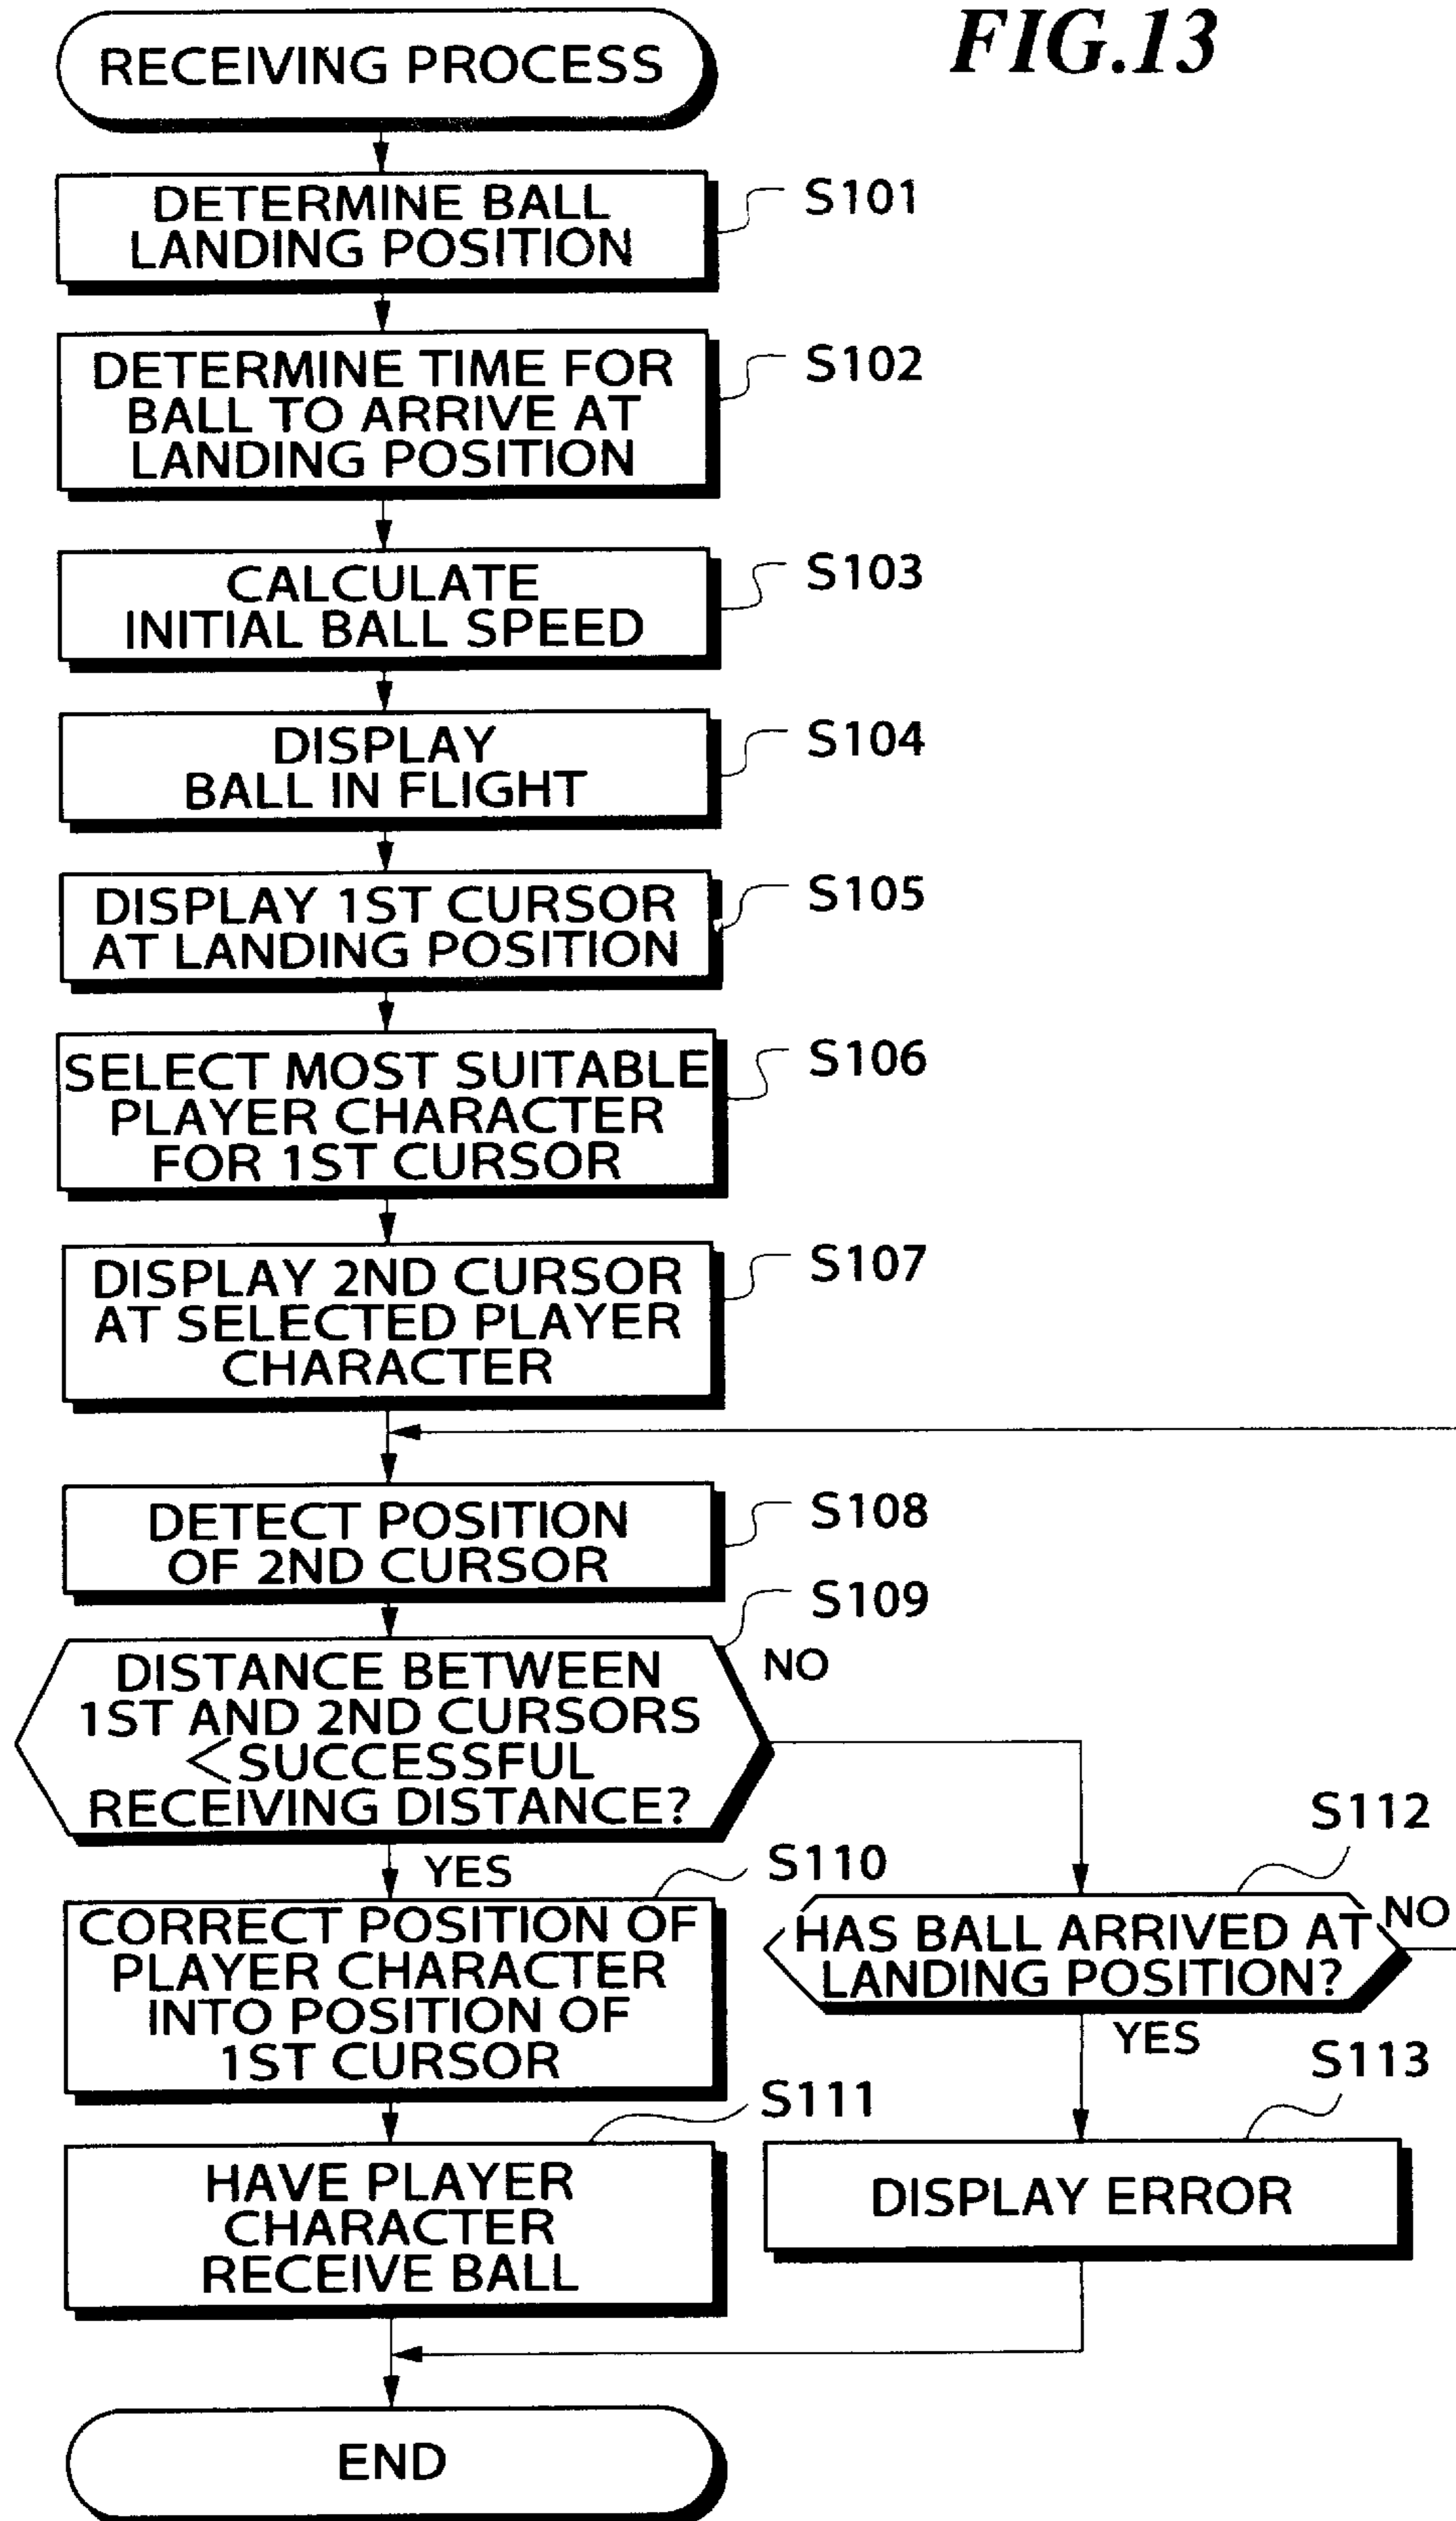 FIG.13
RECEIVING PROCESS
DETERMINE BALL
LANDING POSITION
S101
DETERMINE TIME FOR
BALL TO ARRIVE AT
LANDING POSITION
S102
CALCULATE
INITIAL BALL SPEED
S103
DISPLAY
BALL IN FLIGHT
S104
DISPLAY 1ST CURSOR
AT LANDING POSITION
S105
SELECT MOST SUITABLE
PLAYER CHARACTER
FOR 1ST CURSOR
S106
DISPLAY 2ND CURSOR
AT SELECTED PLAYER
CHARACTER
S107
DETECT POSITION
OF 2ND CURSOR
S108
DISTANCE BETWEEN
1ST AND 2ND CURSORS
<SUCCESSFUL
RECEIVING DISTANCE?
S109
NO
YES
CORRECT POSITION OF
PLAYER CHARACTER
INTO POSITION OF
1ST CURSOR
S110
HAVE PLAYER
CHARACTER
RECEIVE BALL
S111
HAS BALL ARRIVED AT
LANDING POSITION?
S112
NO
YES
DISPLAY ERROR
S113
END